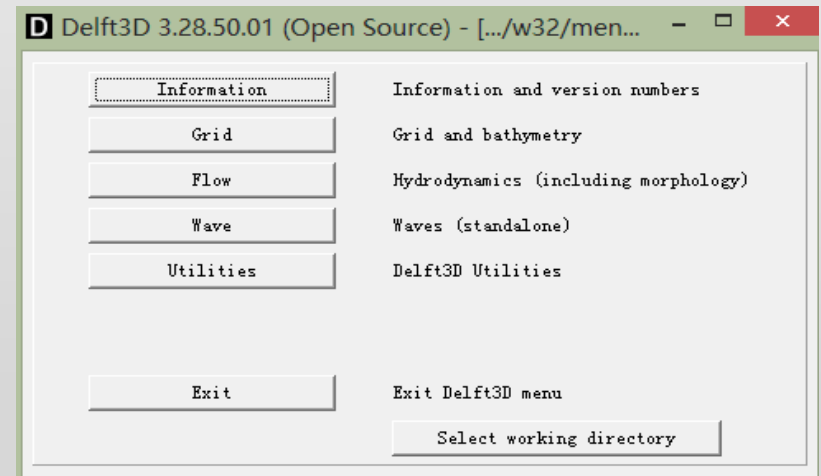 D Delft3D 3.28.50.01 (Open Source) - [.../w32/men...
Information Information and version numbers
Grid Grid and bathymetry
Flow Hydrodynamics (including morphology)
Wave Waves (standalone)
Utilities Delft3D Utilities
Exit Exit Delft3D menu
Select working directory